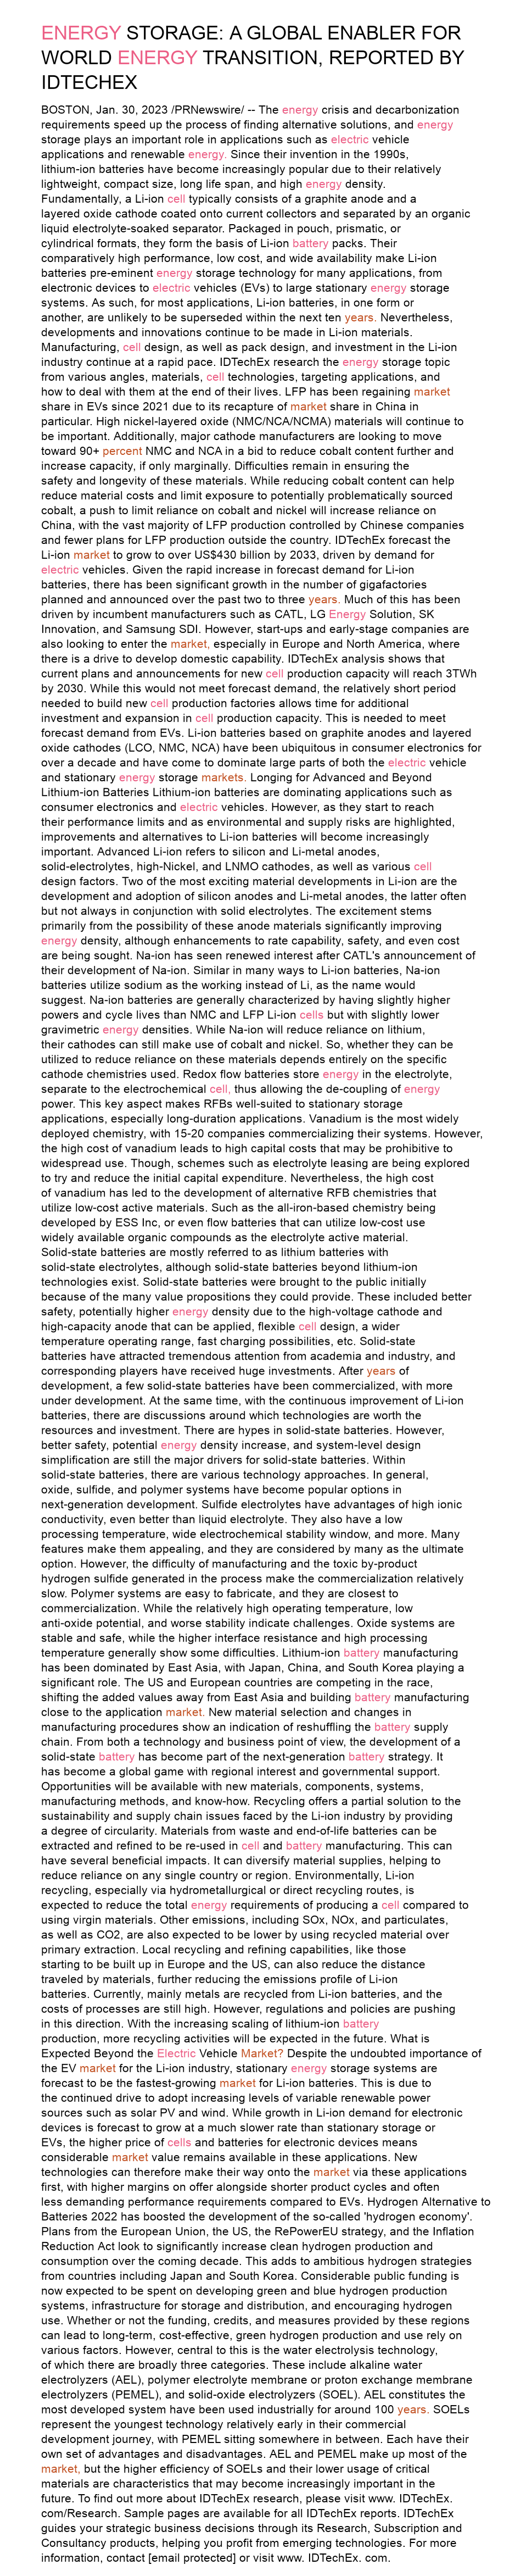 ENERGY STORAGE: A GLOBAL ENABLER FOR
WORLD ENERGY TRANSITION, REPORTED BY
IDTECHEX
BOSTON, Jan. 30, 2023 /PRNewswire/ -- The energy crisis and decarbonization
requirements speed up the process of finding alternative solutions, and energy
storage plays an important role in applications such as electric vehicle
applications and renewable energy. Since their invention in the 1990s,
lithium-ion batteries have become increasingly popular due to their relatively
lightweight, compact size, long life span, and high energy density.
Fundamentally, a Li-ion cell typically consists of a graphite anode and a
layered oxide cathode coated onto current collectors and separated by an organic
liquid electrolyte-soaked separator. Packaged in pouch, prismatic, or
cylindrical formats, they form the basis of Li-ion battery packs. Their
comparatively high performance, low cost, and wide availability make Li-ion
batteries pre-eminent energy storage technology for many applications, from
electronic devices to electric vehicles (EVs) to large stationary energy storage
systems. As such, for most applications, Li-ion batteries, in one form or
another, are unlikely to be superseded within the next ten years. Nevertheless,
developments and innovations continue to be made in Li-ion materials.
Manufacturing, cell design, as well as pack design, and investment in the Li-ion
industry continue at a rapid pace. IDTechEx research the energy storage topic
from various angles, materials, cell technologies, targeting applications, and
how to deal with them at the end of their lives. LFP has been regaining market
share in EVs since 2021 due to its recapture of market share in China in
particular. High nickel-layered oxide (NMC/NCA/NCMA) materials will continue to
be important. Additionally, major cathode manufacturers are looking to move
toward 90+ percent NMC and NCA in a bid to reduce cobalt content further and
increase capacity, if only marginally. Difficulties remain in ensuring the
safety and longevity of these materials. While reducing cobalt content can help
reduce material costs and limit exposure to potentially problematically sourced
cobalt, a push to limit reliance on cobalt and nickel will increase reliance on
China, with the vast majority of LFP production controlled by Chinese companies
and fewer plans for LFP production outside the country. IDTechEx forecast the
Li-ion market to grow to over US$430 billion by 2033, driven by demand for
electric vehicles. Given the rapid increase in forecast demand for Li-ion
batteries, there has been significant growth in the number of gigafactories
planned and announced over the past two to three years. Much of this has been
driven by incumbent manufacturers such as CATL, LG Energy Solution, SK
Innovation, and Samsung SDI. However, start-ups and early-stage companies are
also looking to enter the market, especially in Europe and North America, where
there is a drive to develop domestic capability. IDTechEx analysis shows that
current plans and announcements for new cell production capacity will reach 3TWh
by 2030. While this would not meet forecast demand, the relatively short period
needed to build new cell production factories allows time for additional
investment and expansion in cell production capacity. This is needed to meet
forecast demand from EVs. Li-ion batteries based on graphite anodes and layered
oxide cathodes (LCO, NMC, NCA) have been ubiquitous in consumer electronics for
over a decade and have come to dominate large parts of both the electric vehicle
and stationary energy storage markets. Longing for Advanced and Beyond
Lithium-ion Batteries Lithium-ion batteries are dominating applications such as
consumer electronics and electric vehicles. However, as they start to reach
their performance limits and as environmental and supply risks are highlighted,
improvements and alternatives to Li-ion batteries will become increasingly
important. Advanced Li-ion refers to silicon and Li-metal anodes,
solid-electrolytes, high-Nickel, and LNMO cathodes, as well as various cell
design factors. Two of the most exciting material developments in Li-ion are the
development and adoption of silicon anodes and Li-metal anodes, the latter often
but not always in conjunction with solid electrolytes. The excitement stems
primarily from the possibility of these anode materials significantly improving
energy density, although enhancements to rate capability, safety, and even cost
are being sought. Na-ion has seen renewed interest after CATL's announcement of
their development of Na-ion. Similar in many ways to Li-ion batteries, Na-ion
batteries utilize sodium as the working instead of Li, as the name would
suggest. Na-ion batteries are generally characterized by having slightly higher
powers and cycle lives than NMC and LFP Li-ion cells but with slightly lower
gravimetric energy densities. While Na-ion will reduce reliance on lithium,
their cathodes can still make use of cobalt and nickel. So, whether they can be
utilized to reduce reliance on these materials depends entirely on the specific
cathode chemistries used. Redox flow batteries store energy in the electrolyte,
separate to the electrochemical cell, thus allowing the de-coupling of energy
power. This key aspect makes RFBs well-suited to stationary storage
applications, especially long-duration applications. Vanadium is the most widely
deployed chemistry, with 15-20 companies commercializing their systems. However,
the high cost of vanadium leads to high capital costs that may be prohibitive to
widespread use. Though, schemes such as electrolyte leasing are being explored
to try and reduce the initial capital expenditure. Nevertheless, the high cost
of vanadium has led to the development of alternative RFB chemistries that
utilize low-cost active materials. Such as the all-iron-based chemistry being
developed by ESS Inc, or even flow batteries that can utilize low-cost use
widely available organic compounds as the electrolyte active material.
Solid-state batteries are mostly referred to as lithium batteries with
solid-state electrolytes, although solid-state batteries beyond lithium-ion
technologies exist. Solid-state batteries were brought to the public initially
because of the many value propositions they could provide. These included better
safety, potentially higher energy density due to the high-voltage cathode and
high-capacity anode that can be applied, flexible cell design, a wider
temperature operating range, fast charging possibilities, etc. Solid-state
batteries have attracted tremendous attention from academia and industry, and
corresponding players have received huge investments. After years of
development, a few solid-state batteries have been commercialized, with more
under development. At the same time, with the continuous improvement of Li-ion
batteries, there are discussions around which technologies are worth the
resources and investment. There are hypes in solid-state batteries. However,
better safety, potential energy density increase, and system-level design
simplification are still the major drivers for solid-state batteries. Within
solid-state batteries, there are various technology approaches. In general,
oxide, sulfide, and polymer systems have become popular options in
next-generation development. Sulfide electrolytes have advantages of high ionic
conductivity, even better than liquid electrolyte. They also have a low
processing temperature, wide electrochemical stability window, and more. Many
features make them appealing, and they are considered by many as the ultimate
option. However, the difficulty of manufacturing and the toxic by-product
hydrogen sulfide generated in the process make the commercialization relatively
slow. Polymer systems are easy to fabricate, and they are closest to
commercialization. While the relatively high operating temperature, low
anti-oxide potential, and worse stability indicate challenges. Oxide systems are
stable and safe, while the higher interface resistance and high processing
temperature generally show some difficulties. Lithium-ion battery manufacturing
has been dominated by East Asia, with Japan, China, and South Korea playing a
significant role. The US and European countries are competing in the race,
shifting the added values away from East Asia and building battery manufacturing
close to the application market. New material selection and changes in
manufacturing procedures show an indication of reshuffling the battery supply
chain. From both a technology and business point of view, the development of a
solid-state battery has become part of the next-generation battery strategy. It
has become a global game with regional interest and governmental support.
Opportunities will be available with new materials, components, systems,
manufacturing methods, and know-how. Recycling offers a partial solution to the
sustainability and supply chain issues faced by the Li-ion industry by providing
a degree of circularity. Materials from waste and end-of-life batteries can be
extracted and refined to be re-used in cell and battery manufacturing. This can
have several beneficial impacts. It can diversify material supplies, helping to
reduce reliance on any single country or region. Environmentally, Li-ion
recycling, especially via hydrometallurgical or direct recycling routes, is
expected to reduce the total energy requirements of producing a cell compared to
using virgin materials. Other emissions, including SOx, NOx, and particulates,
as well as CO2, are also expected to be lower by using recycled material over
primary extraction. Local recycling and refining capabilities, like those
starting to be built up in Europe and the US, can also reduce the distance
traveled by materials, further reducing the emissions profile of Li-ion
batteries. Currently, mainly metals are recycled from Li-ion batteries, and the
costs of processes are still high. However, regulations and policies are pushing
in this direction. With the increasing scaling of lithium-ion battery
production, more recycling activities will be expected in the future. What is
Expected Beyond the Electric Vehicle Market? Despite the undoubted importance of
the EV market for the Li-ion industry, stationary energy storage systems are
forecast to be the fastest-growing market for Li-ion batteries. This is due to
the continued drive to adopt increasing levels of variable renewable power
sources such as solar PV and wind. While growth in Li-ion demand for electronic
devices is forecast to grow at a much slower rate than stationary storage or
EVs, the higher price of cells and batteries for electronic devices means
considerable market value remains available in these applications. New
technologies can therefore make their way onto the market via these applications
first, with higher margins on offer alongside shorter product cycles and often
less demanding performance requirements compared to EVs. Hydrogen Alternative to
Batteries 2022 has boosted the development of the so-called 'hydrogen economy'.
Plans from the European Union, the US, the RePowerEU strategy, and the Inflation
Reduction Act look to significantly increase clean hydrogen production and
consumption over the coming decade. This adds to ambitious hydrogen strategies
from countries including Japan and South Korea. Considerable public funding is
now expected to be spent on developing green and blue hydrogen production
systems, infrastructure for storage and distribution, and encouraging hydrogen
use. Whether or not the funding, credits, and measures provided by these regions
can lead to long-term, cost-effective, green hydrogen production and use rely on
various factors. However, central to this is the water electrolysis technology,
of which there are broadly three categories. These include alkaline water
electrolyzers (AEL), polymer electrolyte membrane or proton exchange membrane
electrolyzers (PEMEL), and solid-oxide electrolyzers (SOEL). AEL constitutes the
most developed system have been used industrially for around 100 years. SOELs
represent the youngest technology relatively early in their commercial
development journey, with PEMEL sitting somewhere in between. Each have their
own set of advantages and disadvantages. AEL and PEMEL make up most of the
market, but the higher efficiency of SOELs and their lower usage of critical
materials are characteristics that may become increasingly important in the
future. To find out more about IDTechEx research, please visit www. IDTechEx.
com/Research. Sample pages are available for all IDTechEx reports. IDTechEx
guides your strategic business decisions through its Research, Subscription and
Consultancy products, helping you profit from emerging technologies. For more
information, contact [email protected] or visit www. IDTechEx. com.